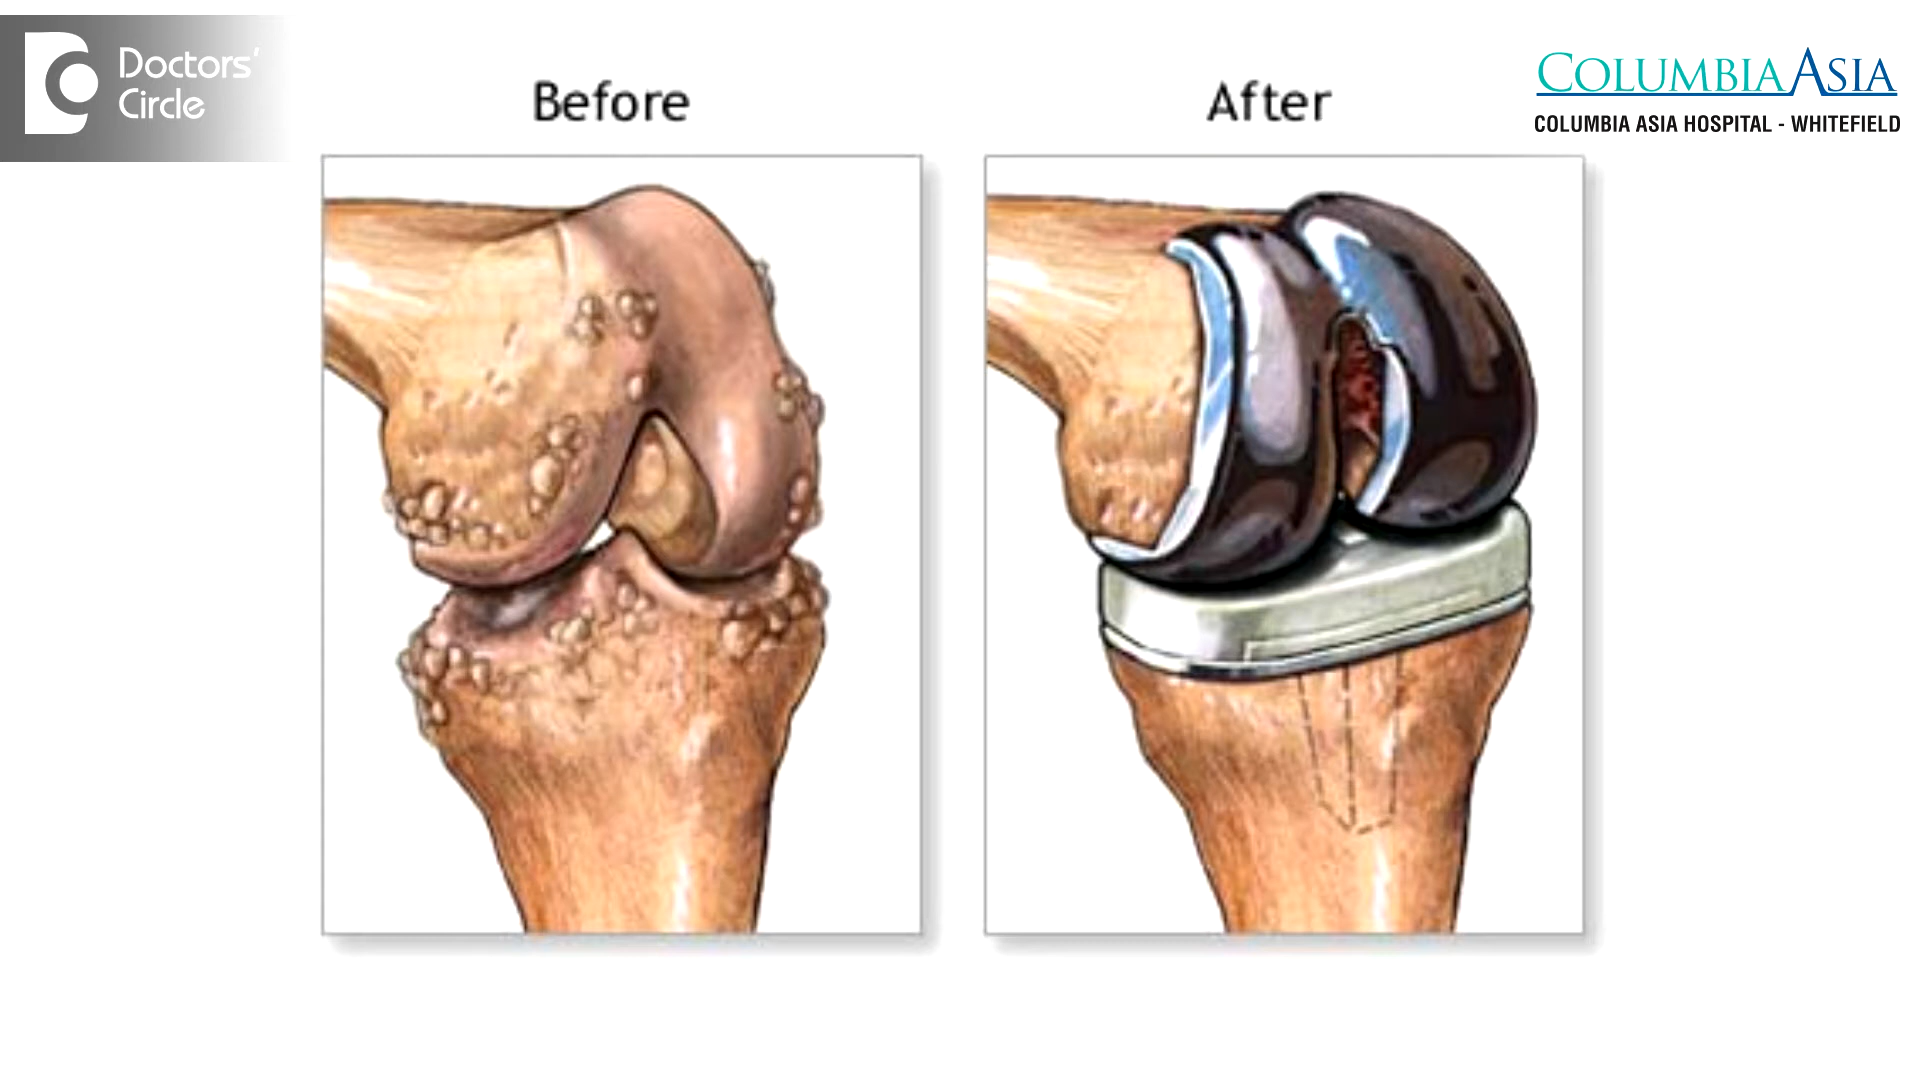 Doctors'
Circle
Before
After
COLUMBIA ASIA
COLUMBIA ASIA HOSPITAL - WHITEFIELD